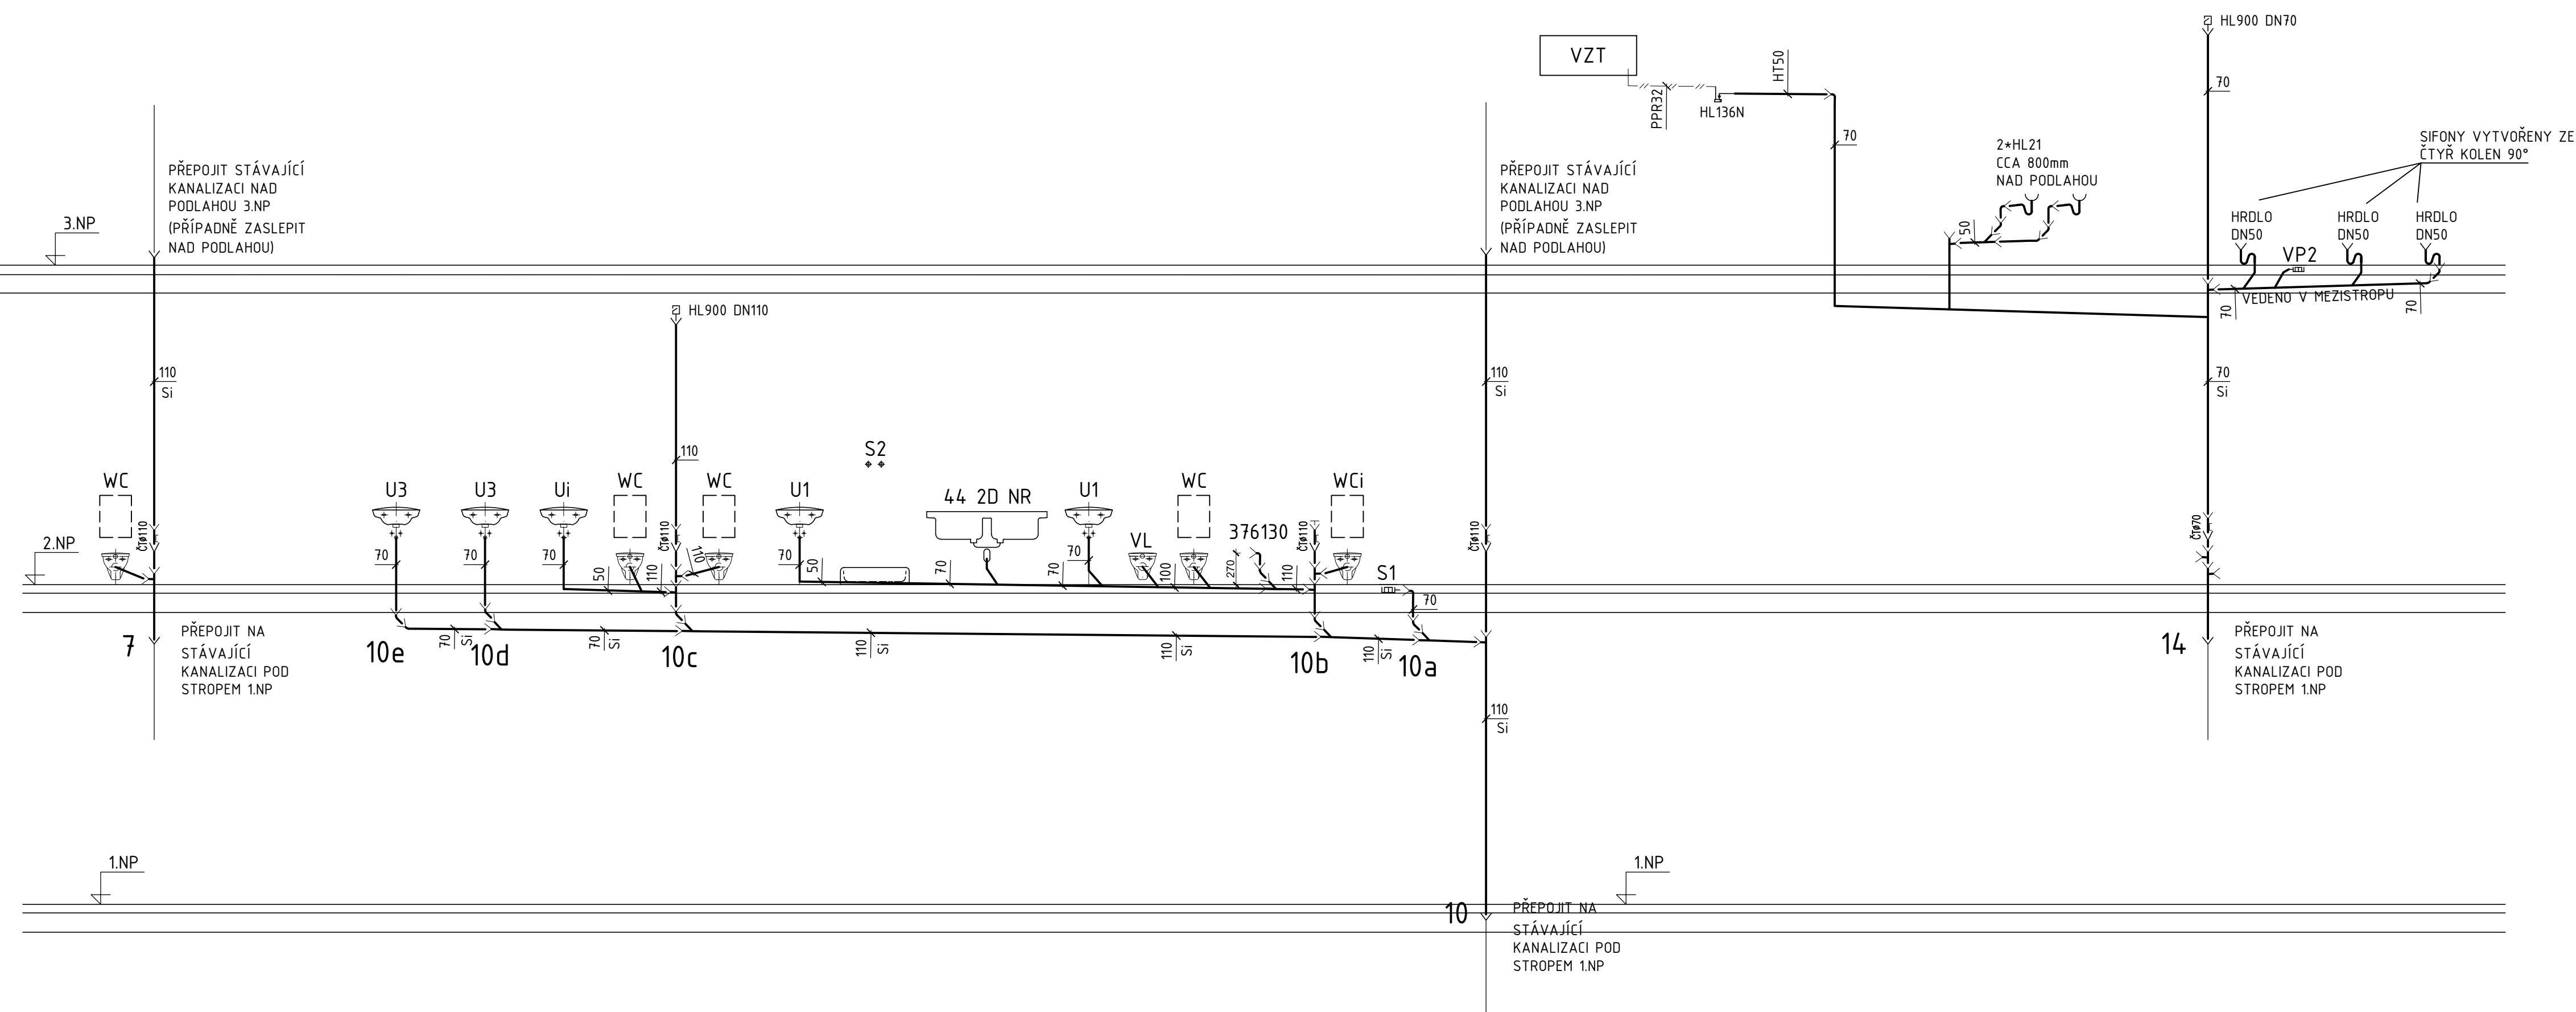 HL900 DN70
VZT
HT50
PPR32
HL136N
70
70
2*HL21
CCA 800mm
NAD PODLAHOU
SIFONY VYTVOŘENY ZE
ČTYŘ KOLEN 90°
PŘEPOJIT STÁVAJÍCÍ
KANALIZACI NAD
PODLAHOU 3.NP
(PŘÍPADNĚ ZASLEPIT
NAD PODLAHOU)
PŘEPOJIT STÁVAJÍCÍ
KANALIZACI NAD
PODLAHOU 3.NP
(PŘÍPADNĚ ZASLEPIT
NAD PODLAHOU)
3.NP
50
HRDLO
DN50
HRDLO
DN50
HRDLO
DN50
VP2
VEDENO V MEZISTROPU
70
70
HL900 DN110
110
Si
110
Si
70
Si
110
S2
WC
U3
U3
Ui
WC
WC
U1
44 2D NR
U1
WC
WCi
VL
376130
S1
2.NP
ČTø110
ČTø110
ČTø110
ČTø110
ČTø70
70
70
70
50
110
110
70
50
70
70
70
100
270
110
70
7
PŘEPOJIT NA
STÁVAJÍCÍ
KANALIZACI POD
STROPEM 1.NP
10e
70
Si
10d
70
Si
10c
110
Si
110
Si
10b
110
Si
10a
14
PŘEPOJIT NA
STÁVAJÍCÍ
KANALIZACI POD
STROPEM 1.NP
110
Si
1.NP
1.NP
10
PŘEPOJIT NA
STÁVAJÍCÍ
KANALIZACI POD
STROPEM 1.NP